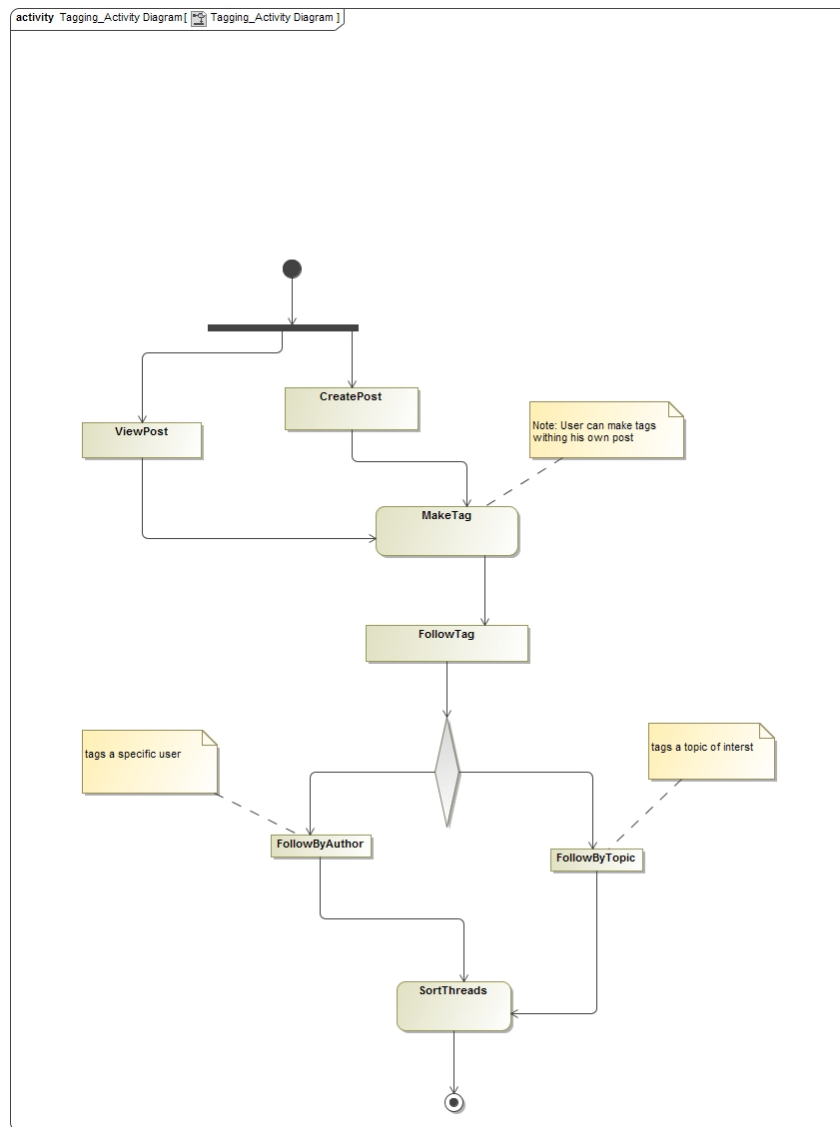 activity Tagging_Activity Diagram [ Tagging_Activity Diagram ]
CreatePost
ViewPost
Note: User can make tags
withing his own post
MakeTag
FollowTag
tags a specific user
tags a topic of interst
FollowByAuthor
FollowByTopic
SortThreads